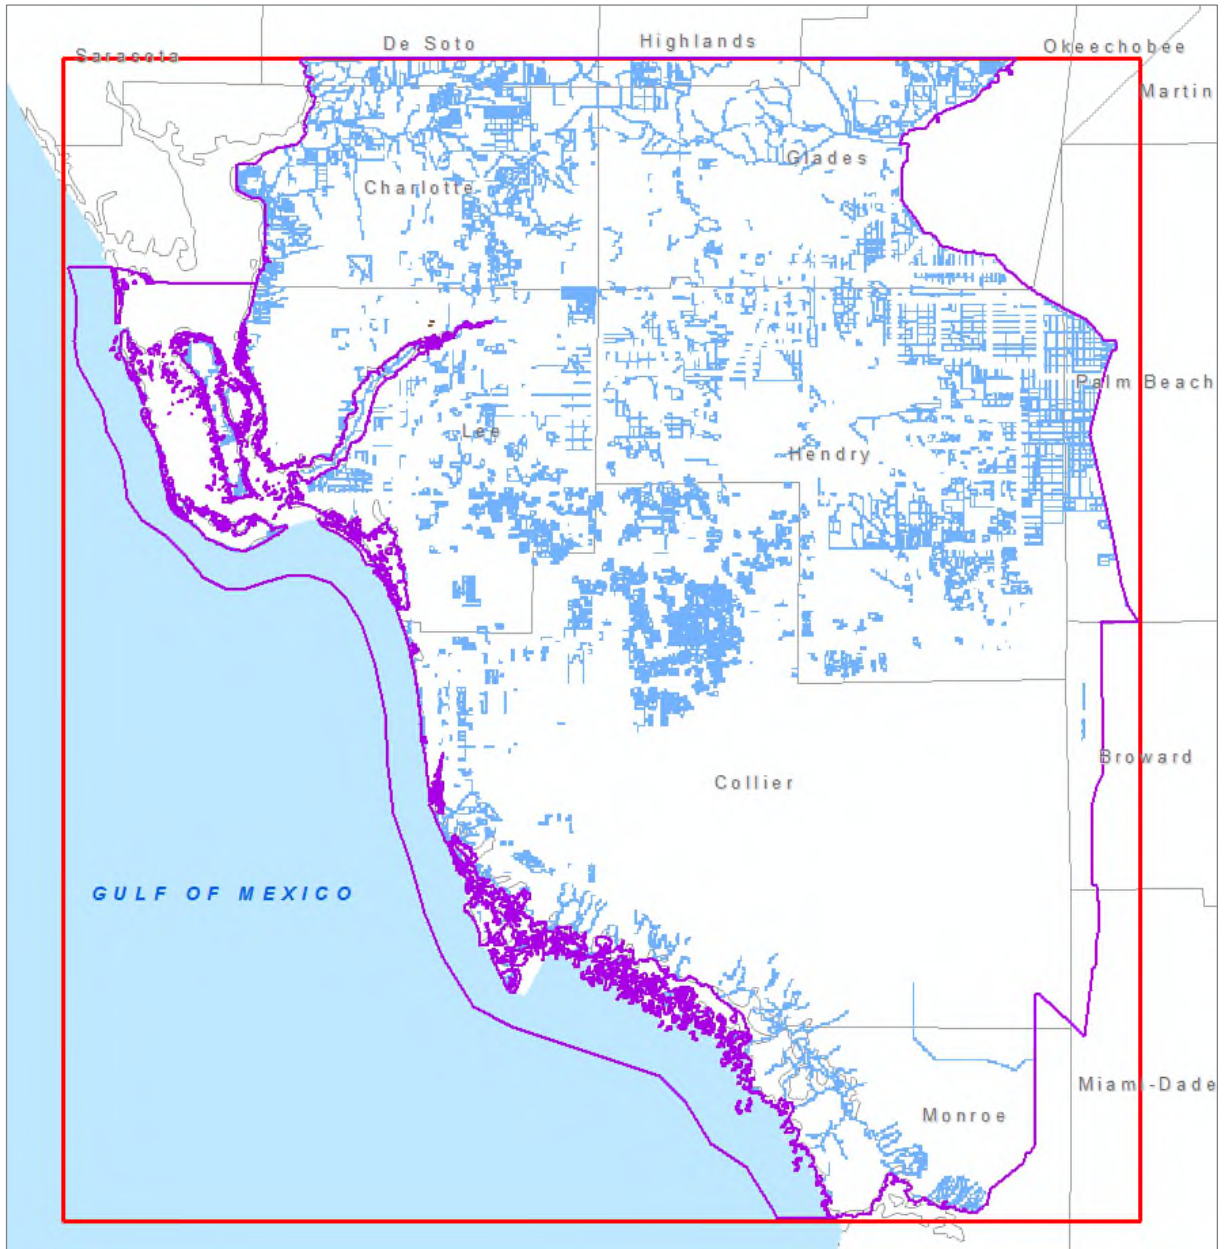 Sarasota
De Soto
Highlands
Okeechobee
Martin
Glades
Charlotte
Palm Beach
Lee
Hendry
Collier
Broward
GULF OF MEXICO
Miami-Dade
Monroe